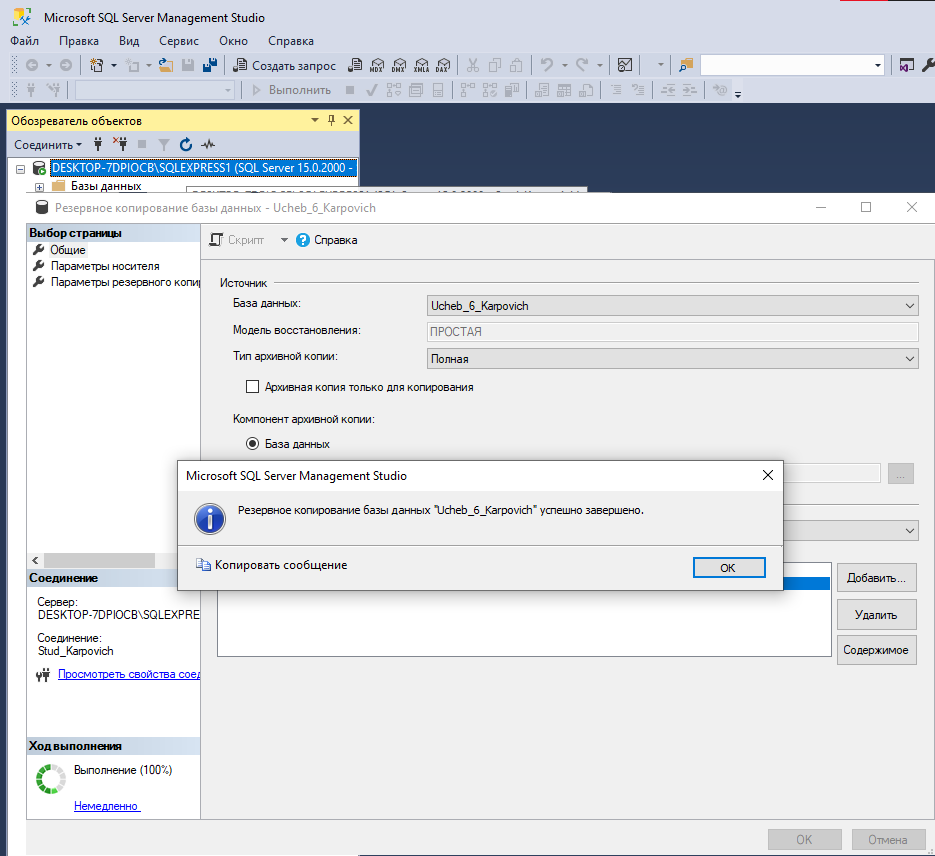 Microsoft SQL Server Management Studio
Файл Правка Вид Сервис Окно Справка
Создать запрос MDX DMX XMLA DAX
Выполнить
Обозреватель объектов
Соединить
DESKTOP-7DPIOCB\SQLEXPRESS1 (SQL Server 15.0.2000 -
Базы данных
Резервное копирование базы данных - Ucheb_6_Karpovich
Выбор страницы
Общие
Параметры носителя
Параметры резервного копи
Скрипт Справка
Источник
База данных: Ucheb_6_Karpovich
Модель восстановления: ПРОСТАЯ
Тип архивной копии: Полная
Архивная копия только для копирования
Компонент архивной копии:
База данных
...
Microsoft SQL Server Management Studio
Резервное копирование базы данных "Ucheb_6_Karpovich" успешно завершено.
Копировать сообщение
OK
Добавить...
Удалить
Содержимое
Соединение
Сервер:
DESKTOP-7DPIOCB\SQLEXPRE
Соединение:
Stud_Karpovich
Просмотреть свойства соед
Ход выполнения
Выполнение (100%)
Немедленно
OK Отмена